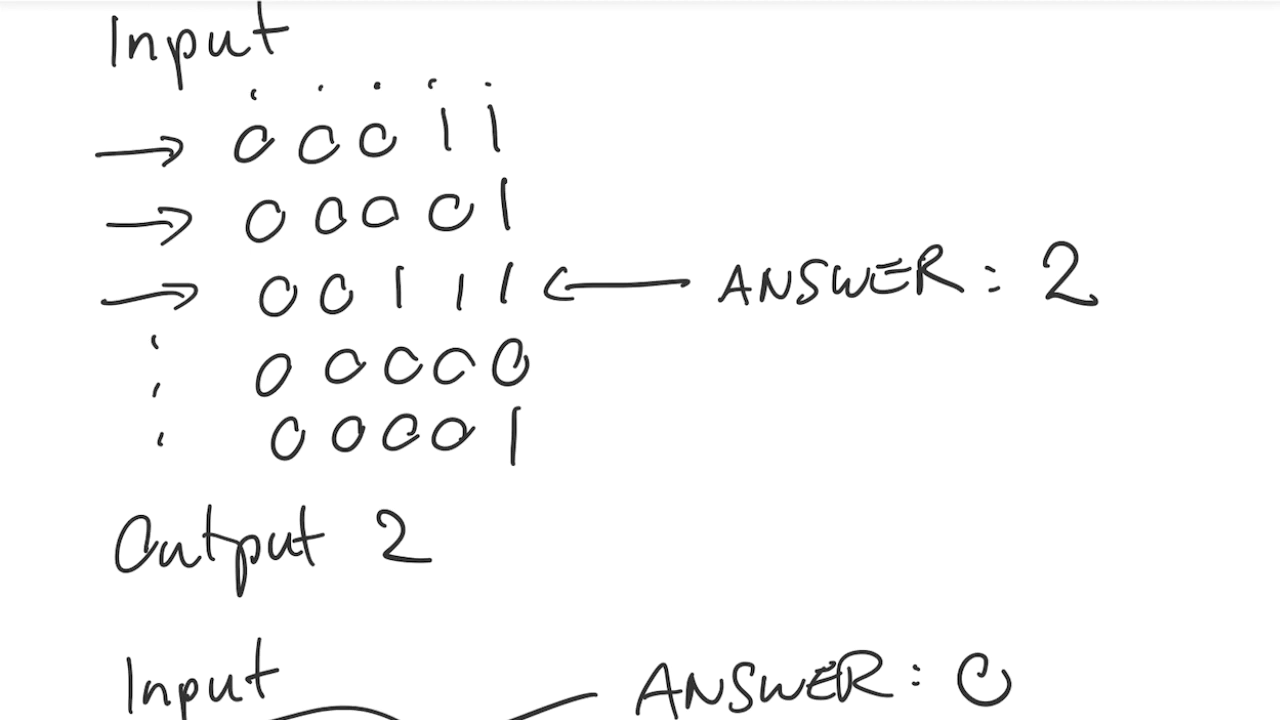 Input
→ 0 0 0 1 1
→ 0 0 0 0 1
→ 0 0 1 1 1 ← ANSWER: 2
0 0 0 0 0
0 0 0 0 1
Output 2
Input ANSWER: 0